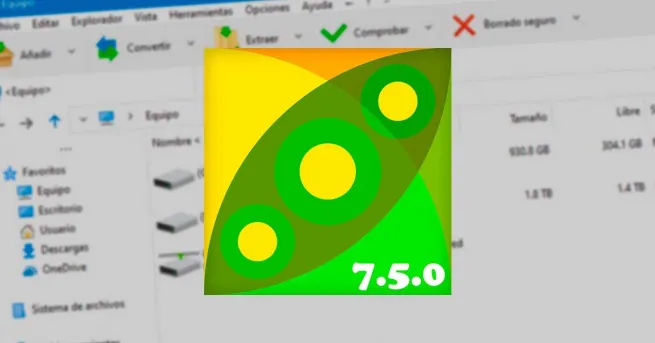 Equipo
Archivo Editar Explorador Vista Herramientas Opciones Ayuda
Añadir Convertir Extraer Comprobar Borrado seguro
<Equipo>
Equipo
Nombre < Tamaño Libre
Favoritos
Equipo 930.8 GB 304.1 GB
Escritorio 1.8 TB 1.4 TB
Usuario
Descargas
OneDrive
Sistema de archivos
7.5.0